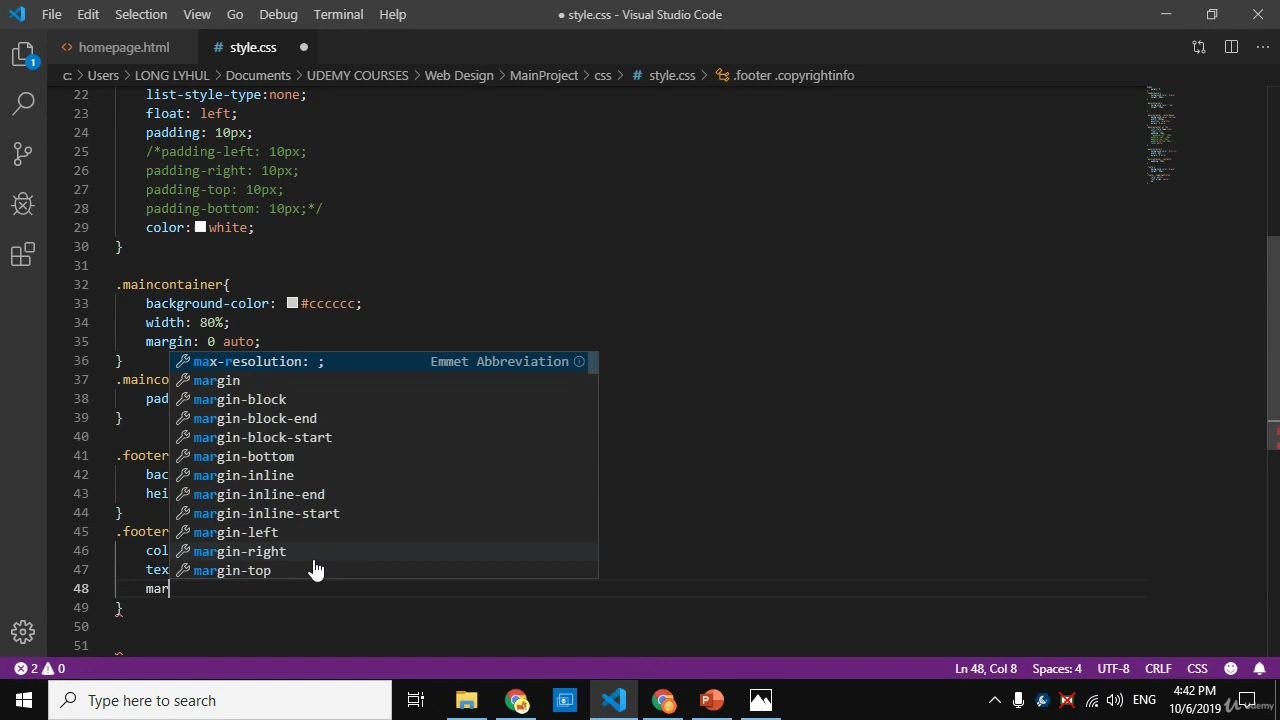 File Edit Selection View Go Debug Terminal Help
● style.css - Visual Studio Code
<> homepage.html
# style.css ●
c: > Users > LONG LYHUL > Documents > UDEMY COURSES > Web Design > MainProject > css > # style.css > .footer .copyrightinfo
22 list-style-type:none;
23 float: left;
24 padding: 10px;
25 /*padding-left: 10px;
26 padding-right: 10px;
27 padding-top: 10px;
28 padding-bottom: 10px;*/
29 color: white;
30 }
31
32 .maincontainer{
33 background-color: #cccccc;
34 width: 80%;
35 margin: 0 auto;
36 }
max-resolution: ; Emmet Abbreviation
37 .mainco
margin
38 pad
margin-block
39 }
margin-block-end
40
margin-block-start
41 .footer
margin-bottom
42 bac
margin-inline
43 hei
margin-inline-end
44 }
margin-inline-start
45 .footer
margin-left
46 col
margin-right
47 tex
margin-top
48 mar
49 }
50
51
1
2 0
Ln 48, Col 8 Spaces: 4 UTF-8 CRLF CSS
Type here to search
ENG
4:42 PM
10/6/2019
Udemy